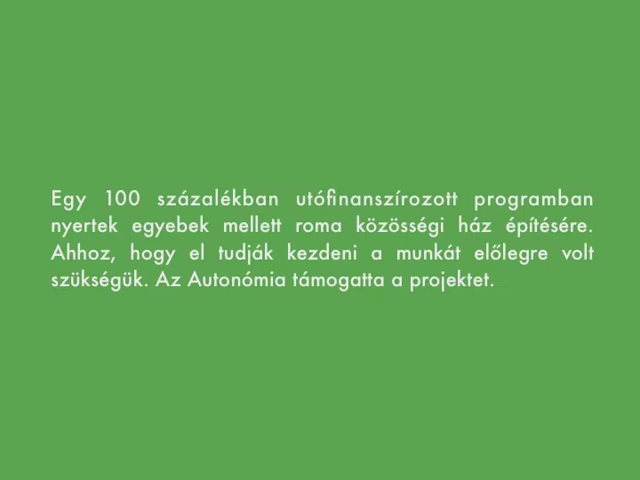 Egy 100 százalékban utófinanszírozott programban
nyertek egyebek mellett roma közösségi ház építésére.
Ahhoz, hogy el tudják kezdeni a munkát előlegre volt
szükségük. Az Autonómia támogatta a projektet.